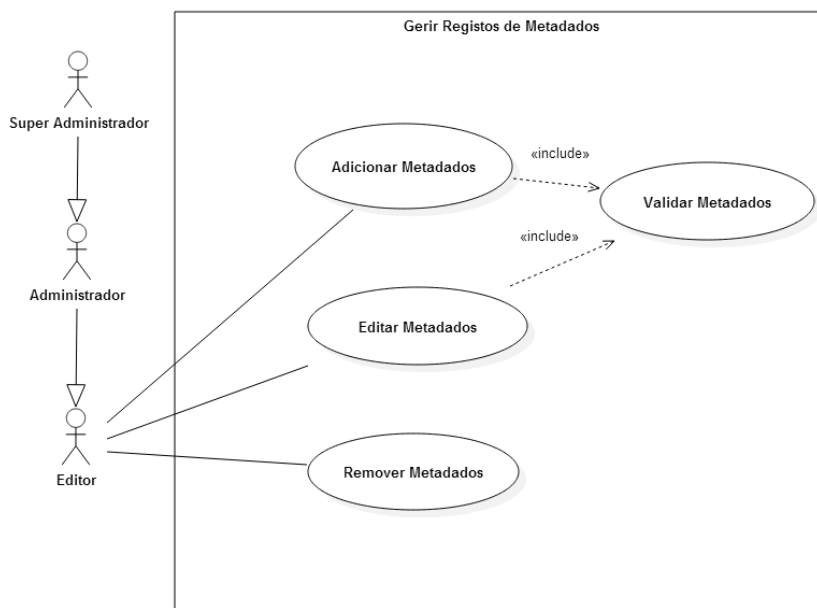 Gerir Registos de Metadados
Super Administrador
Adicionar Metadados
«include»
Validar Metadados
«include»
Administrador
Editar Metadados
Editor
Remover Metadados